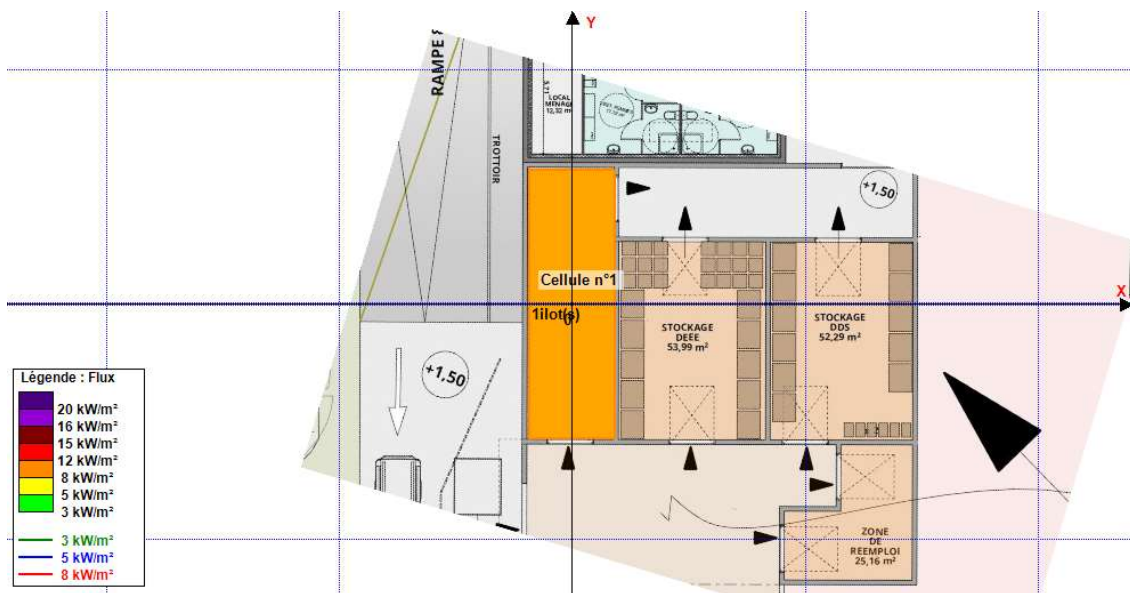 Y
RAMPE
TROTTOIR
3.71
LOCAL
MENAGE
12,32 m²
+1,50
Cellule n°1
X
1ilot(s)
0
STOCKAGE
DEEE
53,99 m²
STOCKAGE
DDS
52,29 m²
+1,50
Légende : Flux
20 kW/m²
16 kW/m²
15 kW/m²
12 kW/m²
8 kW/m²
5 kW/m²
3 kW/m²
3 kW/m²
5 kW/m²
8 kW/m²
ZONE
DE
REEMPLOI
25,16 m²